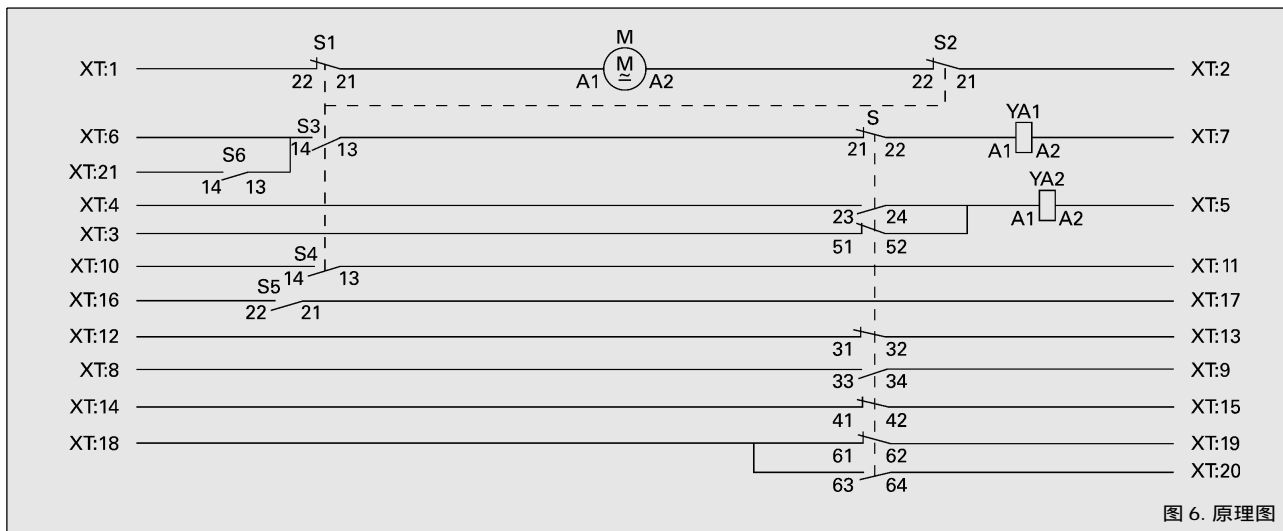 M
S1 S2
XT:1 M XT:2
22 21 A1 ≃ A2 22 21
S3 S YA1
XT:6 XT:7
14 13 21 22 A1 A2
S6 YA2
XT:21
14 13
XT:4 XT:5
23 24 A1 A2
XT:3
51 52
S4
XT:10 XT:11
14 13
S5
XT:16 XT:17
22 21
XT:12 XT:13
31 32
XT:8 XT:9
33 34
XT:14 XT:15
41 42
XT:18 XT:19
61 62
XT:20
63 64
图 6. 原理图